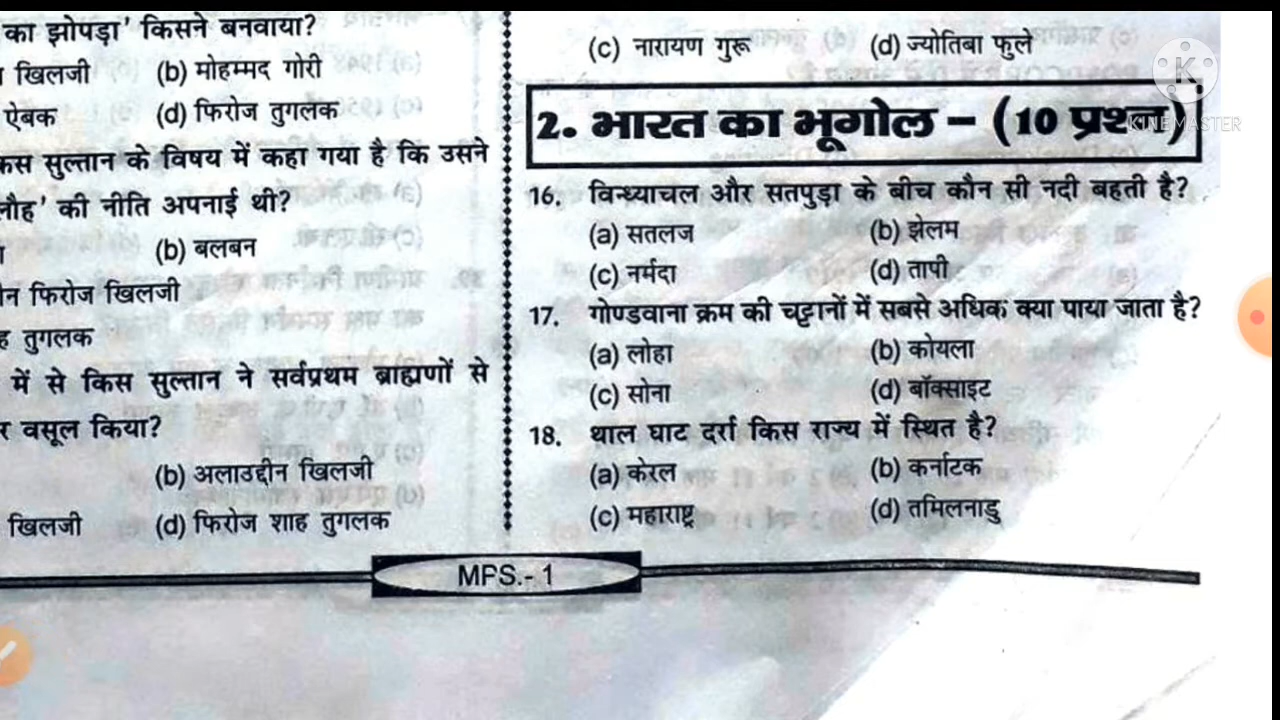 का झोपड़ा' किसने बनवाया?
खिलजी (b) मोहम्मद गोरी
ऐबक (d) फिरोज तुगलक
सुल्तान के विषय में कहा गया है कि उसने
लौह' की नीति अपनाई थी?
(b) बलबन
फिरोज खिलजी
तुगलक
में से किस सुल्तान ने सर्वप्रथम ब्राह्मणों से
वसूल किया?
(b) अलाउद्दीन खिलजी
खिलजी (d) फिरोज शाह तुगलक
(c) नारायण गुरू (d) ज्योतिबा फुले
2. भारत का भूगोल – (10 प्रश्न)
16. विन्ध्याचल और सतपुड़ा के बीच कौन सी नदी बहती है?
(a) सतलज (b) झेलम
(c) नर्मदा (d) तापी
17. गोण्डवाना क्रम की चट्टानों में सबसे अधिक क्या पाया जाता है?
(a) लोहा (b) कोयला
(c) सोना (d) बॉक्साइट
18. थाल घाट दर्रा किस राज्य में स्थित है?
(a) केरल (b) कर्नाटक
(c) महाराष्ट्र (d) तमिलनाडु
MPS.- 1
K
KINEMASTER